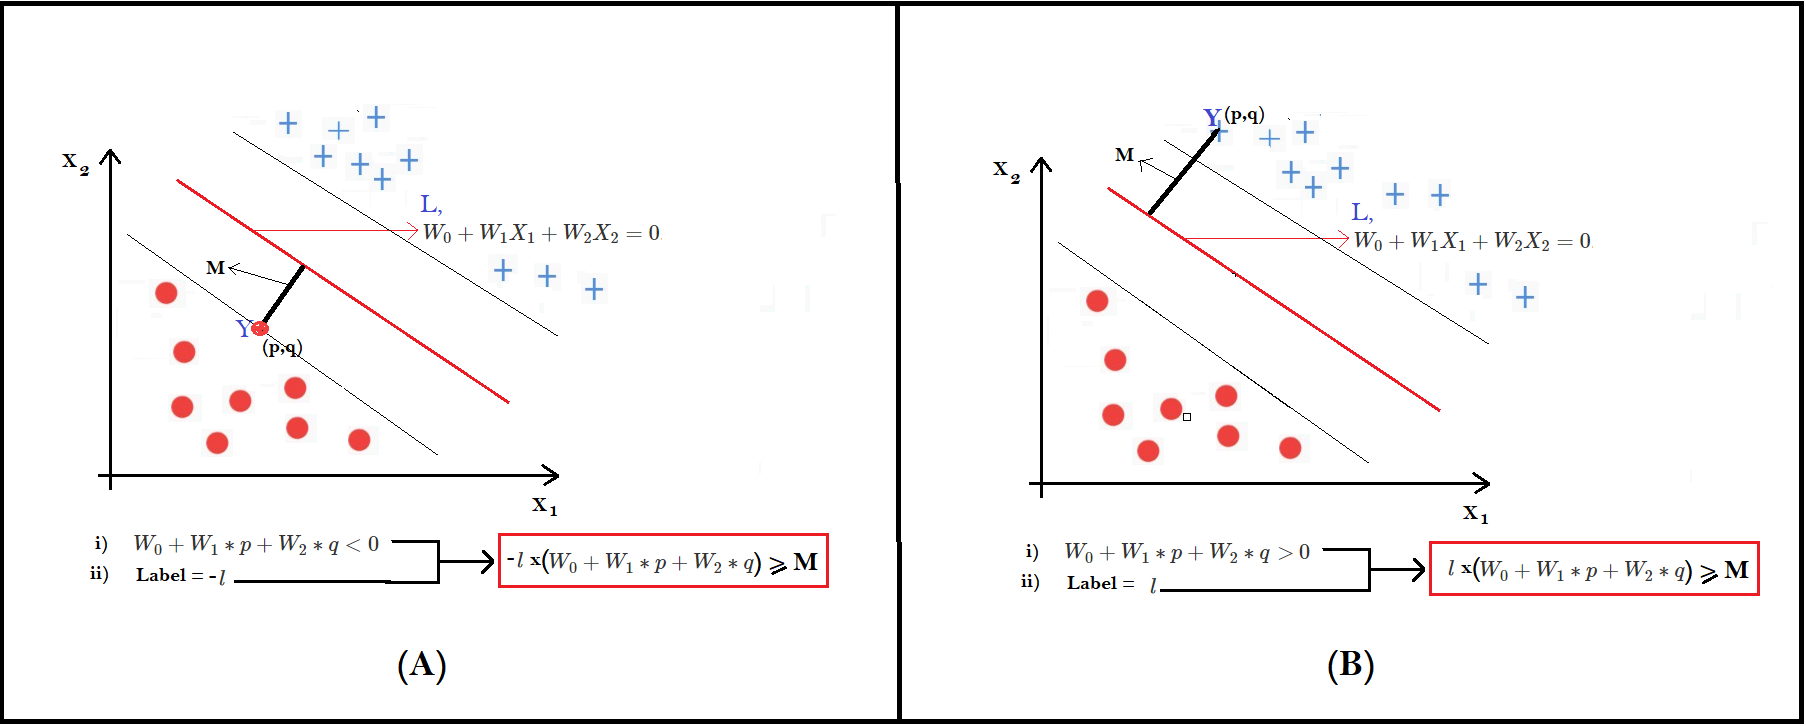 X₂
L,
W₀ + W₁X₁ + W₂X₂ = 0
M
Y
(p,q)
X₁
i) W₀ + W₁ * p + W₂ * q < 0
ii) Label = -l
-l x(W₀ + W₁ * p + W₂ * q) ⩾ M
(A)
Y(p,q)
M
X₂
L,
W₀ + W₁X₁ + W₂X₂ = 0
X₁
i) W₀ + W₁ * p + W₂ * q > 0
ii) Label = l
l x(W₀ + W₁ * p + W₂ * q) ⩾ M
(B)